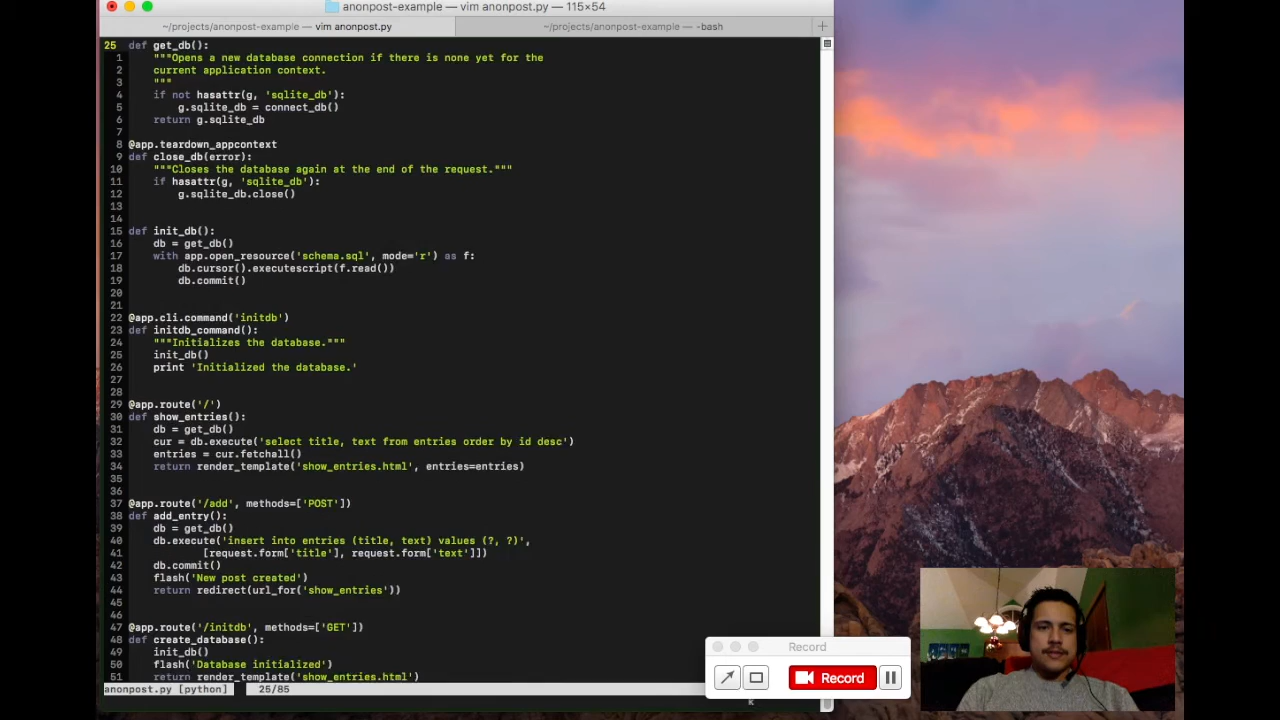 anonpost-example — vim anonpost.py — 115×54
~/projects/anonpost-example — vim anonpost.py
~/projects/anonpost-example — -bash
+
25 def get_db():
1 """Opens a new database connection if there is none yet for the
2 current application context.
3 """
4 if not hasattr(g, 'sqlite_db'):
5 g.sqlite_db = connect_db()
6 return g.sqlite_db
7
8 @app.teardown_appcontext
9 def close_db(error):
10 """Closes the database again at the end of the request."""
11 if hasattr(g, 'sqlite_db'):
12 g.sqlite_db.close()
13
14
15 def init_db():
16 db = get_db()
17 with app.open_resource('schema.sql', mode='r') as f:
18 db.cursor().executescript(f.read())
19 db.commit()
20
21
22 @app.cli.command('initdb')
23 def initdb_command():
24 """Initializes the database."""
25 init_db()
26 print 'Initialized the database.'
27
28
29 @app.route('/')
30 def show_entries():
31 db = get_db()
32 cur = db.execute('select title, text from entries order by id desc')
33 entries = cur.fetchall()
34 return render_template('show_entries.html', entries=entries)
35
36
37 @app.route('/add', methods=['POST'])
38 def add_entry():
39 db = get_db()
40 db.execute('insert into entries (title, text) values (?, ?)',
41 [request.form['title'], request.form['text']])
42 db.commit()
43 flash('New post created')
44 return redirect(url_for('show_entries'))
45
46
47 @app.route('/initdb', methods=['GET'])
48 def create_database():
49 init_db()
50 flash('Database initialized')
51 return render_template('show_entries.html')
anonpost.py [python] 25/85
k
Record
Record